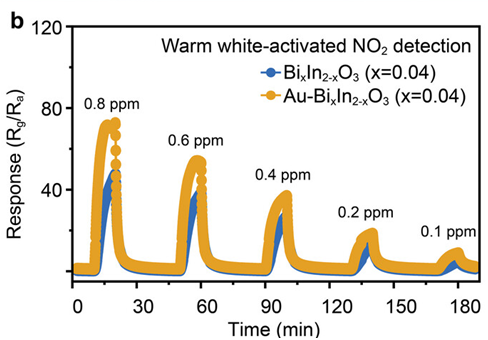 b
120
80
40
Response (Rg/Ra)
Warm white-activated NO₂ detection
BiₓIn₂₋ₓO₃ (x=0.04)
Au-BiₓIn₂₋ₓO₃ (x=0.04)
0.8 ppm
0.6 ppm
0.4 ppm
0.2 ppm
0.1 ppm
0 30 60 90 120 150 180
Time (min)